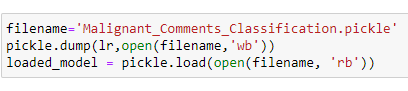 filename='Malignant_Comments_Classification.pickle'
pickle.dump(lr,open(filename,'wb'))
loaded_model = pickle.load(open(filename, 'rb'))